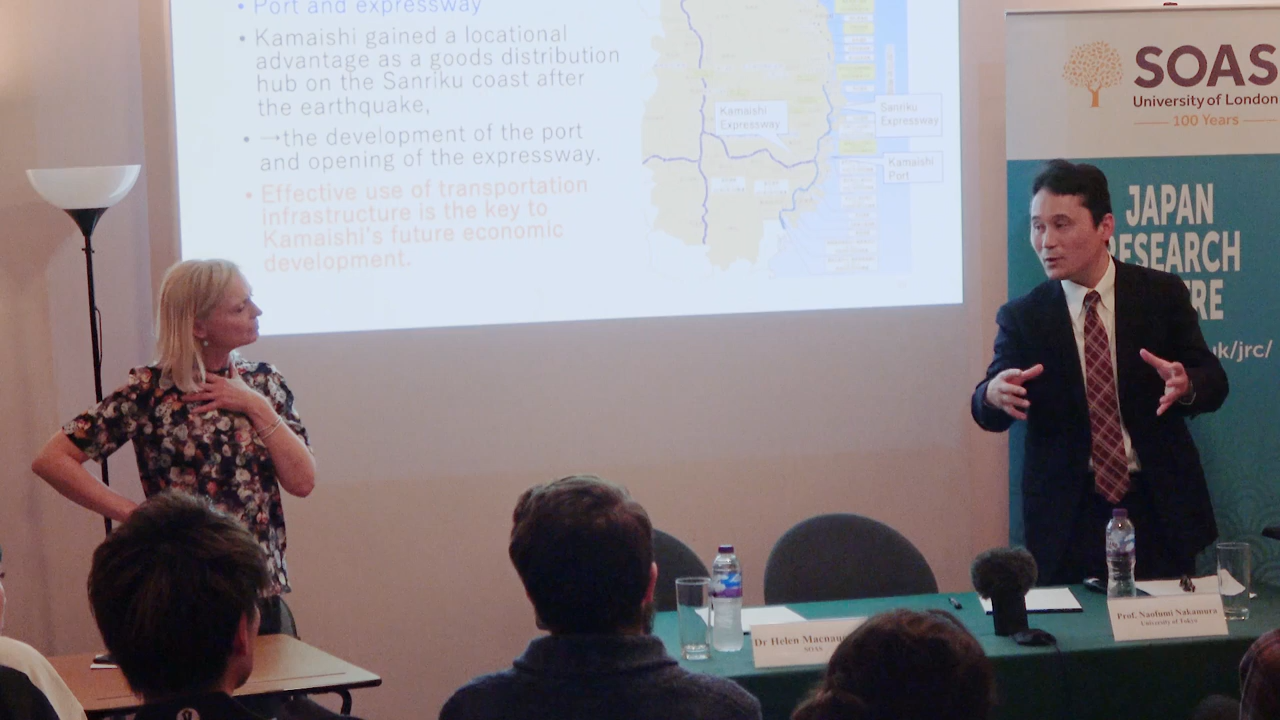 • Port and expressway
• Kamaishi gained a locational
advantage as a goods distribution
hub on the Sanriku coast after
the earthquake,
• →the development of the port
and opening of the expressway.
• Effective use of transportation
infrastructure is the key to
Kamaishi's future economic
development.
Kamaishi
Expressway
Sanriku
Expressway
Kamaishi
Port
SOAS
University of London
100 Years
JAPAN
RESEARCH
RE
uk/jrc/
Dr Helen Macnau
SOAS
Prof. Naofumi Nakamura
University of Tokyo